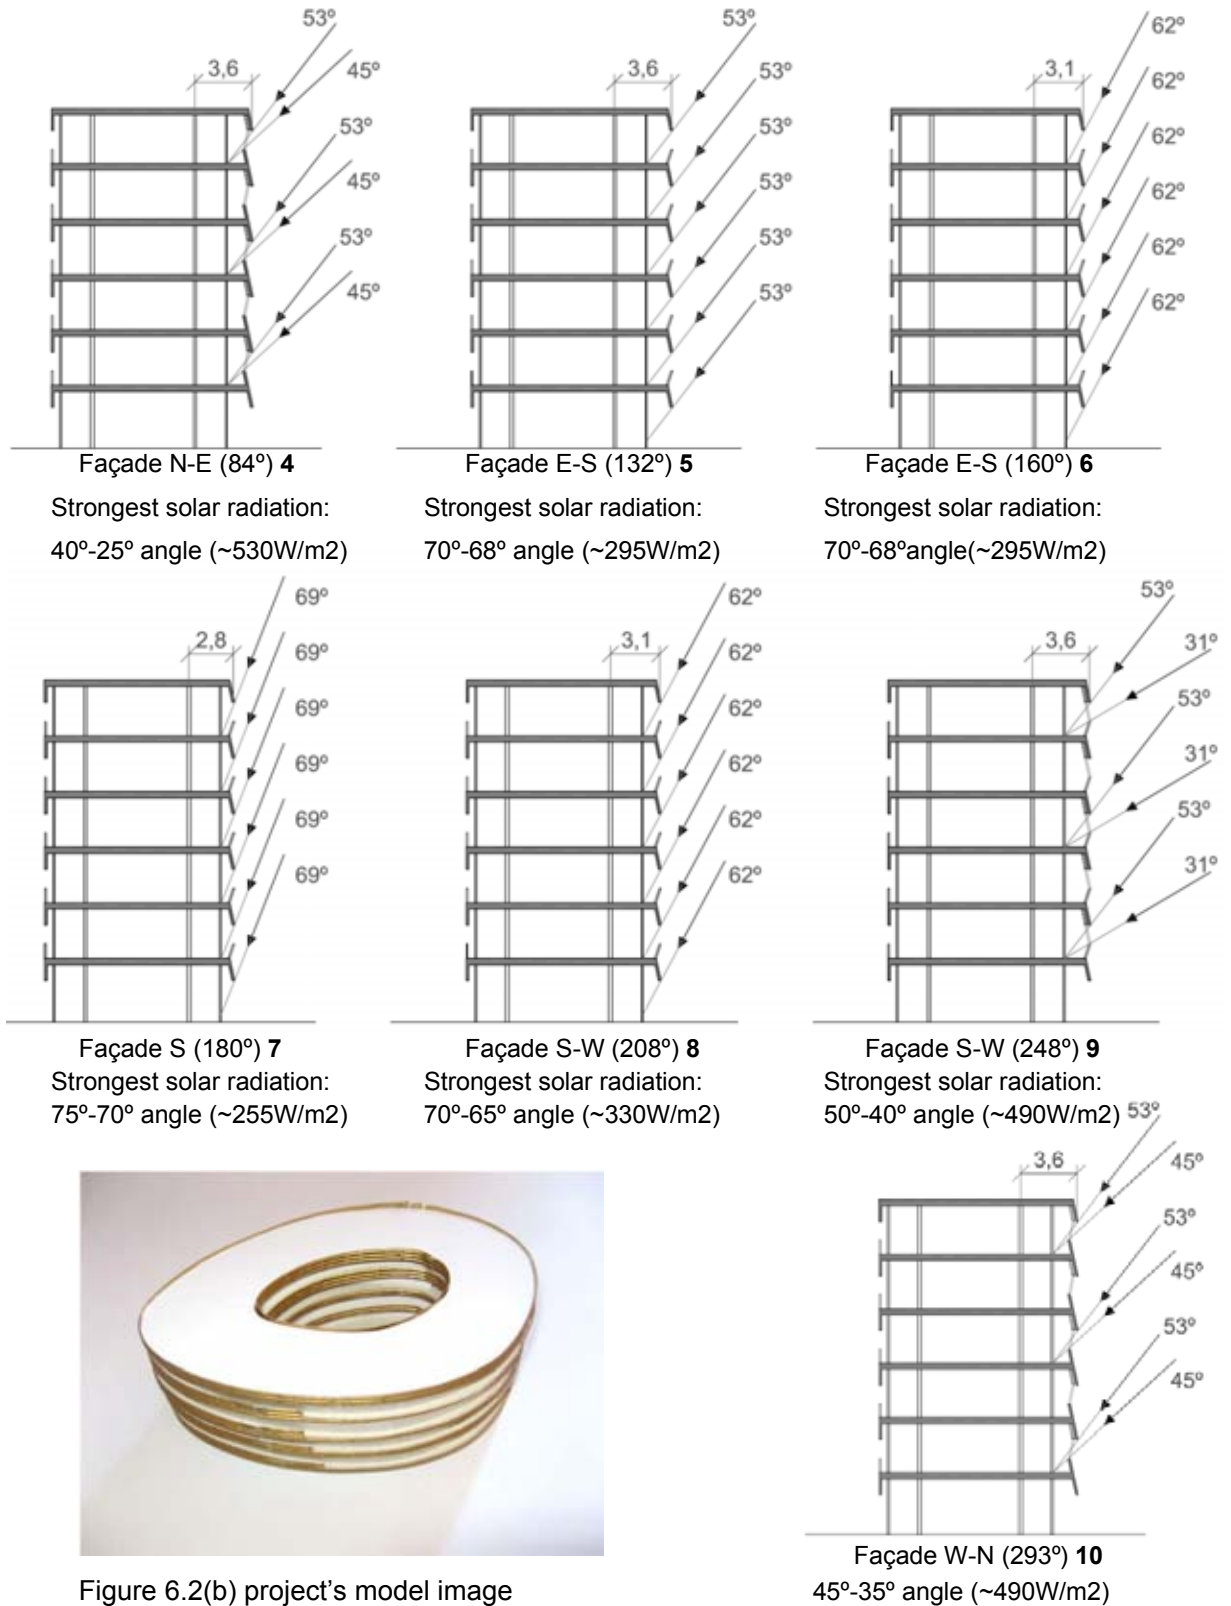 53º
45º
3,6
53º
45º
53º
45º
Façade N-E (84º) 4
Strongest solar radiation:
40º-25º angle (~530W/m2)
53º
3,6
53º
53º
53º
53º
53º
Façade E-S (132º) 5
Strongest solar radiation:
70º-68º angle (~295W/m2)
62º
3,1
62º
62º
62º
62º
62º
Façade E-S (160º) 6
Strongest solar radiation:
70º-68ºangle(~295W/m2)
69º
2,8
69º
69º
69º
69º
69º
Façade S (180º) 7
Strongest solar radiation:
75º-70º angle (~255W/m2)
62º
3,1
62º
62º
62º
62º
62º
Façade S-W (208º) 8
Strongest solar radiation:
70º-65º angle (~330W/m2)
53º
3,6
31º
53º
31º
53º
31º
Façade S-W (248º) 9
Strongest solar radiation:
50º-40º angle (~490W/m2)
53º
3,6
45º
53º
45º
53º
45º
Façade W-N (293º) 10
45º-35º angle (~490W/m2)
Figure 6.2(b) project's model image